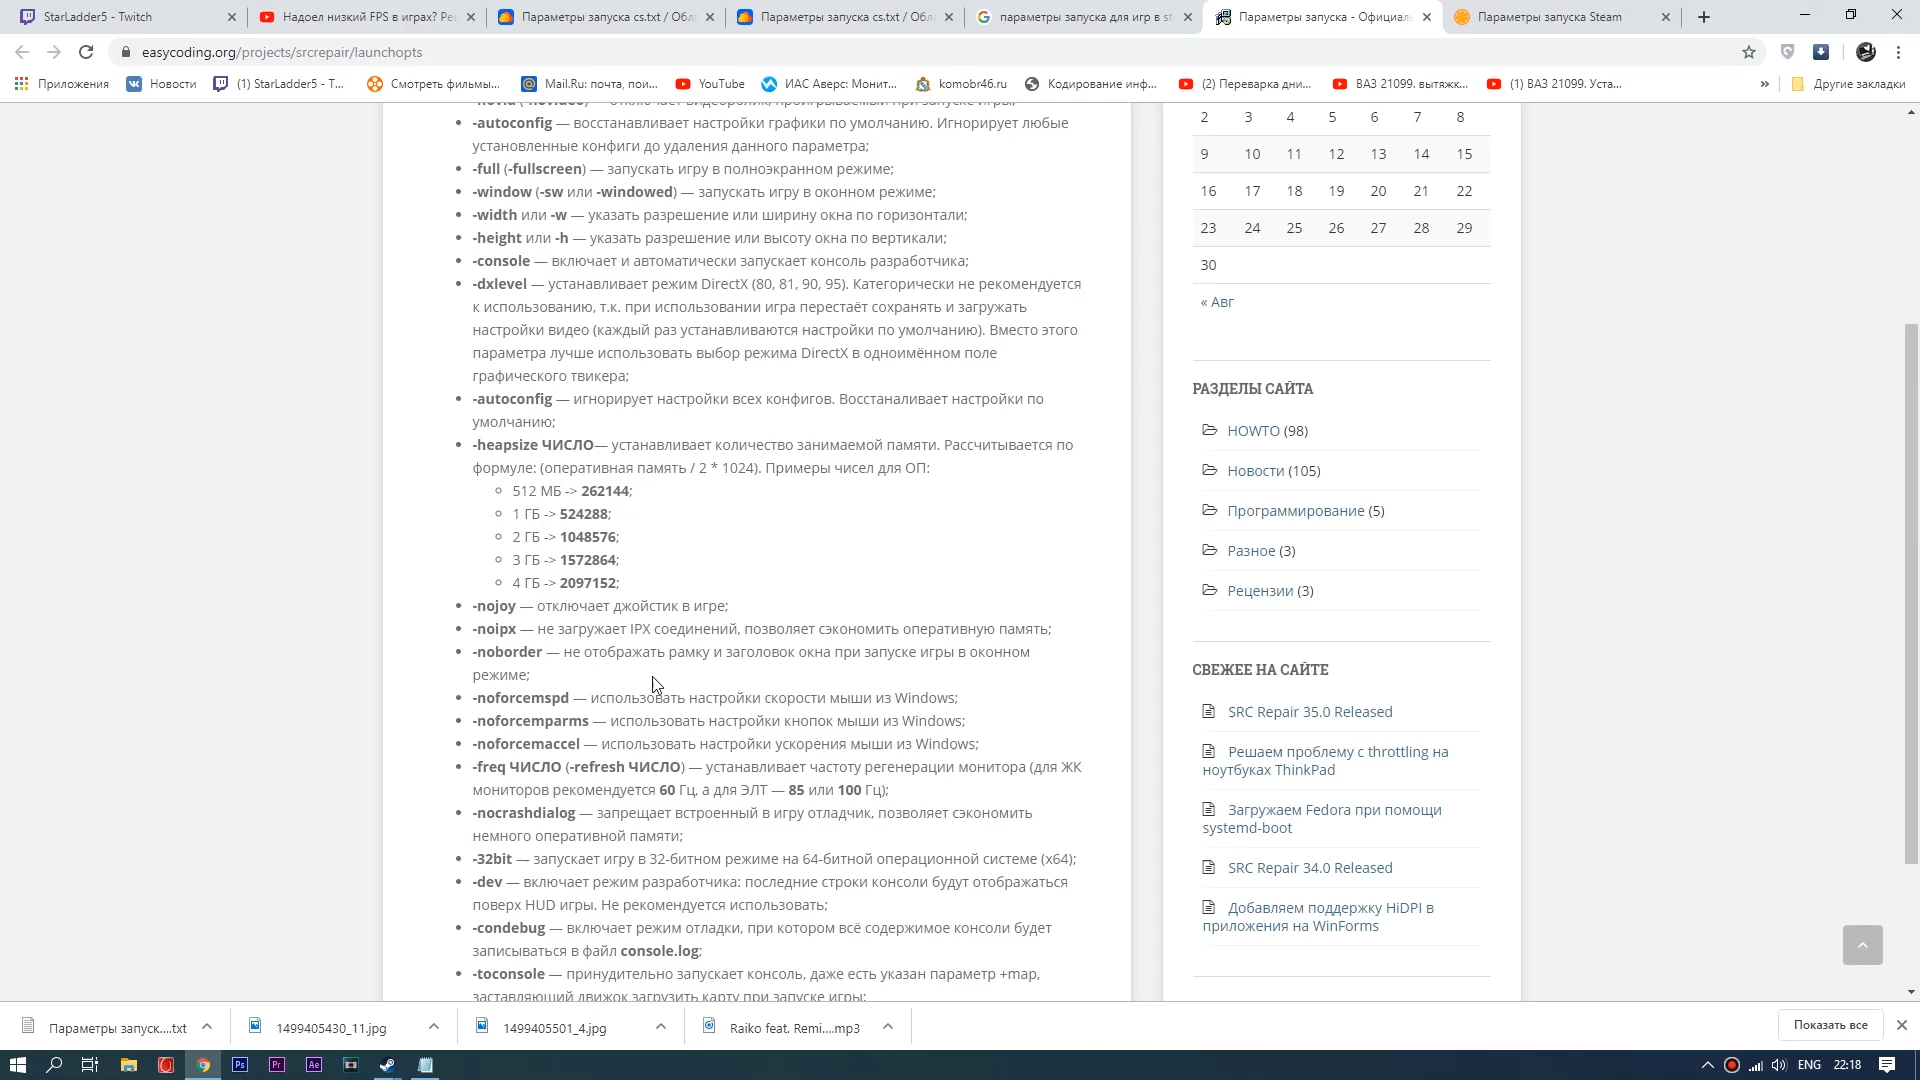 StarLadder5 - Twitch
Надоел низкий FPS в играх? Ре
Параметры запуска cs.txt / Обл
Параметры запуска cs.txt / Обл
параметры запуска для игр в st
Параметры запуска - Официал
Параметры запуска Steam
easycoding.org/projects/srcrepair/launchopts
Приложения
Новости
(1) StarLadder5 - T...
Смотреть фильмы...
Mail.Ru: почта, пои...
YouTube
ИАС Аверс: Монит...
komobr46.ru
Кодирование инф...
(2) Переварка дни...
ВАЗ 21099. вытяжк...
(1) ВАЗ 21099. Уста...
»
Другие закладки
-novid (-novideo) — отключает видеоролик, проигрываемый при запуске игры;
-autoconfig — восстанавливает настройки графики по умолчанию. Игнорирует любые
установленные конфиги до удаления данного параметра;
-full (-fullscreen) — запускать игру в полноэкранном режиме;
-window (-sw или -windowed) — запускать игру в оконном режиме;
-width или -w — указать разрешение или ширину окна по горизонтали;
-height или -h — указать разрешение или высоту окна по вертикали;
-console — включает и автоматически запускает консоль разработчика;
-dxlevel — устанавливает режим DirectX (80, 81, 90, 95). Категорически не рекомендуется
к использованию, т.к. при использовании игра перестаёт сохранять и загружать
настройки видео (каждый раз устанавливаются настройки по умолчанию). Вместо этого
параметра лучше использовать выбор режима DirectX в одноимённом поле
графического твикера;
-autoconfig — игнорирует настройки всех конфигов. Восстаналивает настройки по
умолчанию;
-heapsize ЧИСЛО— устанавливает количество занимаемой памяти. Рассчитывается по
формуле: (оперативная память / 2 * 1024). Примеры чисел для ОП:
512 МБ -> 262144;
1 ГБ -> 524288;
2 ГБ -> 1048576;
3 ГБ -> 1572864;
4 ГБ -> 2097152;
-nojoy — отключает джойстик в игре;
-noipx — не загружает IPX соединений, позволяет сэкономить оперативную память;
-noborder — не отображать рамку и заголовок окна при запуске игры в оконном
режиме;
-noforcemspd — использовать настройки скорости мыши из Windows;
-noforcemparms — использовать настройки кнопок мыши из Windows;
-noforcemaccel — использовать настройки ускорения мыши из Windows;
-freq ЧИСЛО (-refresh ЧИСЛО) — устанавливает частоту регенерации монитора (для ЖК
мониторов рекомендуется 60 Гц, а для ЭЛТ — 85 или 100 Гц);
-nocrashdialog — запрещает встроенный в игру отладчик, позволяет сэкономить
немного оперативной памяти;
-32bit — запускает игру в 32-битном режиме на 64-битной операционной системе (x64);
-dev — включает режим разработчика: последние строки консоли будут отображаться
поверх HUD игры. Не рекомендуется использовать;
-condebug — включает режим отладки, при котором всё содержимое консоли будет
записываться в файл console.log;
-toconsole — принудительно запускает консоль, даже есть указан параметр +map,
заставляющий движок загрузить карту при запуске игры;
2 3 4 5 6 7 8
9 10 11 12 13 14 15
16 17 18 19 20 21 22
23 24 25 26 27 28 29
30
« Авг
РАЗДЕЛЫ САЙТА
HOWTO (98)
Новости (105)
Программирование (5)
Разное (3)
Рецензии (3)
СВЕЖЕЕ НА САЙТЕ
SRC Repair 35.0 Released
Решаем проблему с throttling на
ноутбуках ThinkPad
Загружаем Fedora при помощи
systemd-boot
SRC Repair 34.0 Released
Добавляем поддержку HiDPI в
приложения на WinForms
Параметры запуск....txt
1499405430_11.jpg
1499405501_4.jpg
Raiko feat. Remi....mp3
Показать все
Ps
Pr
Ae
ENG
22:18